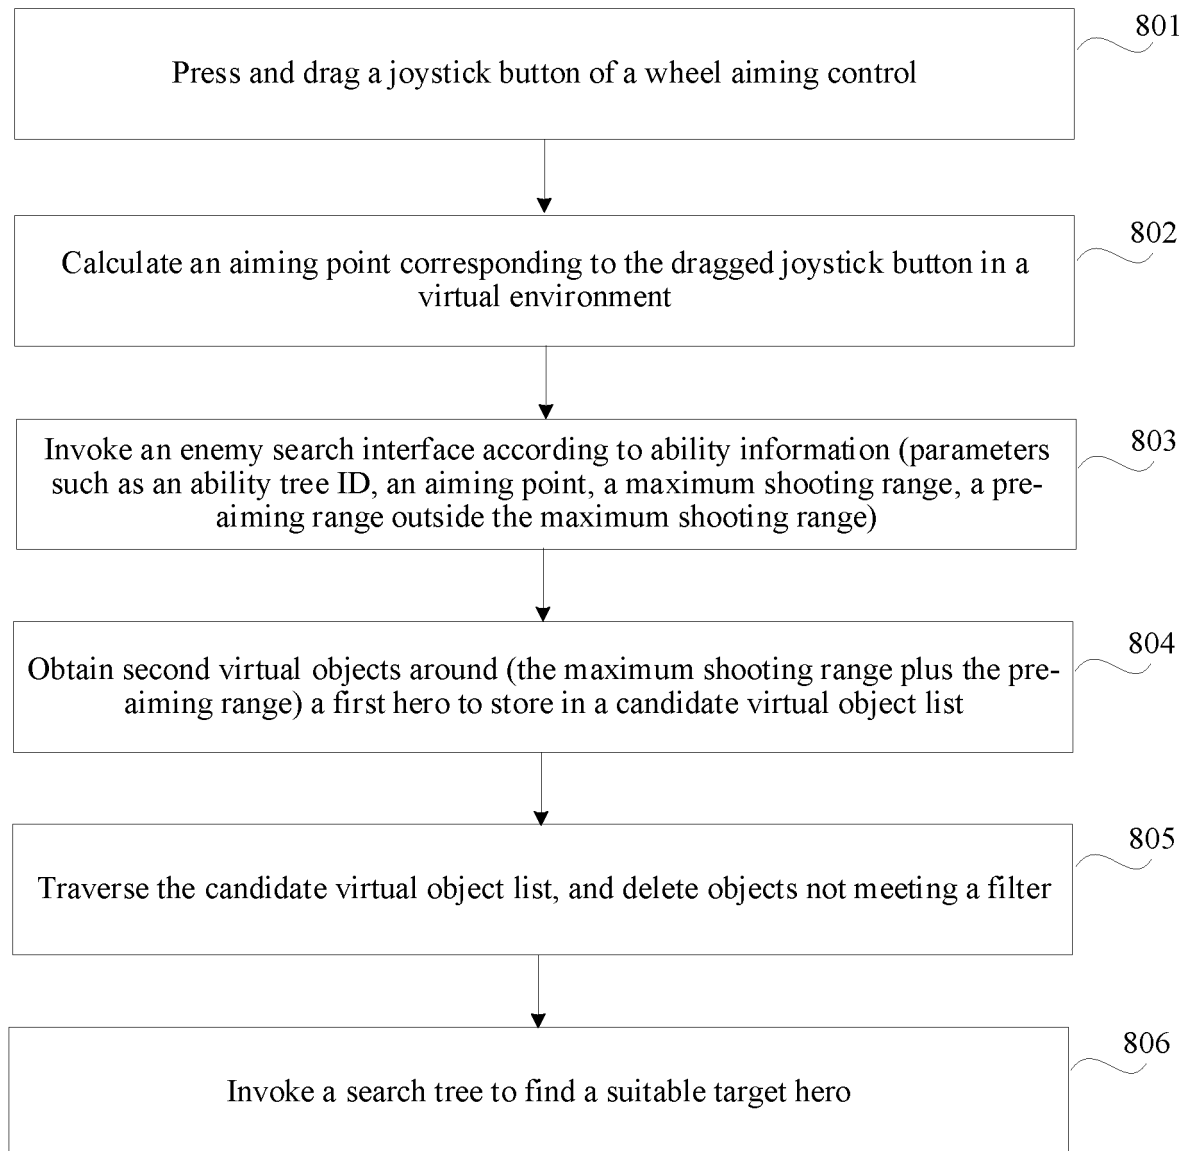 801
Press and drag a joystick button of a wheel aiming control
802
Calculate an aiming point corresponding to the dragged joystick button in a
virtual environment
803
Invoke an enemy search interface according to ability information (parameters
such as an ability tree ID, an aiming point, a maximum shooting range, a pre-
aiming range outside the maximum shooting range)
804
Obtain second virtual objects around (the maximum shooting range plus the pre-
aiming range) a first hero to store in a candidate virtual object list
805
Traverse the candidate virtual object list, and delete objects not meeting a filter
806
Invoke a search tree to find a suitable target hero